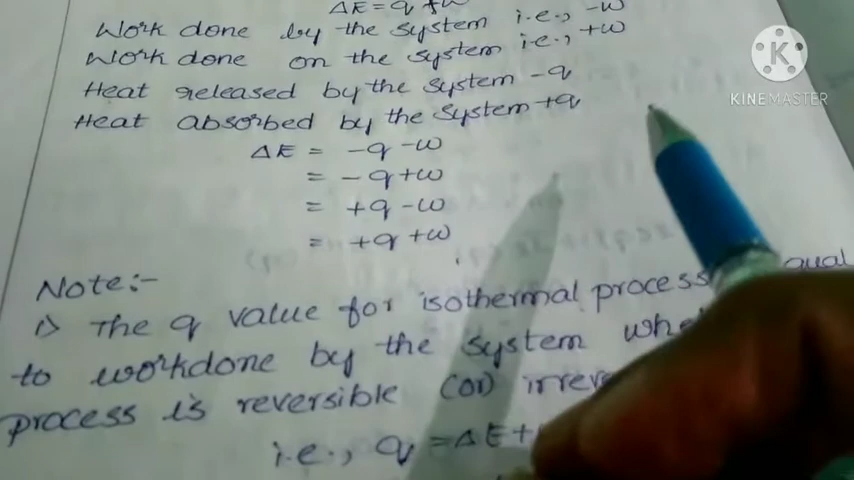 ΔE = q +w
Work done by the system i.e., -w
Work done on the system i.e., +w
Heat released by the system -q
Heat absorbed by the system +q
ΔE = -q -w
= -q +w
= +q -w
= +q +w
Note:-
1) The q value for isothermal process
to workdone by the system
process is reversible (or)
i.e., q = ΔE +
K
KINEMASTER